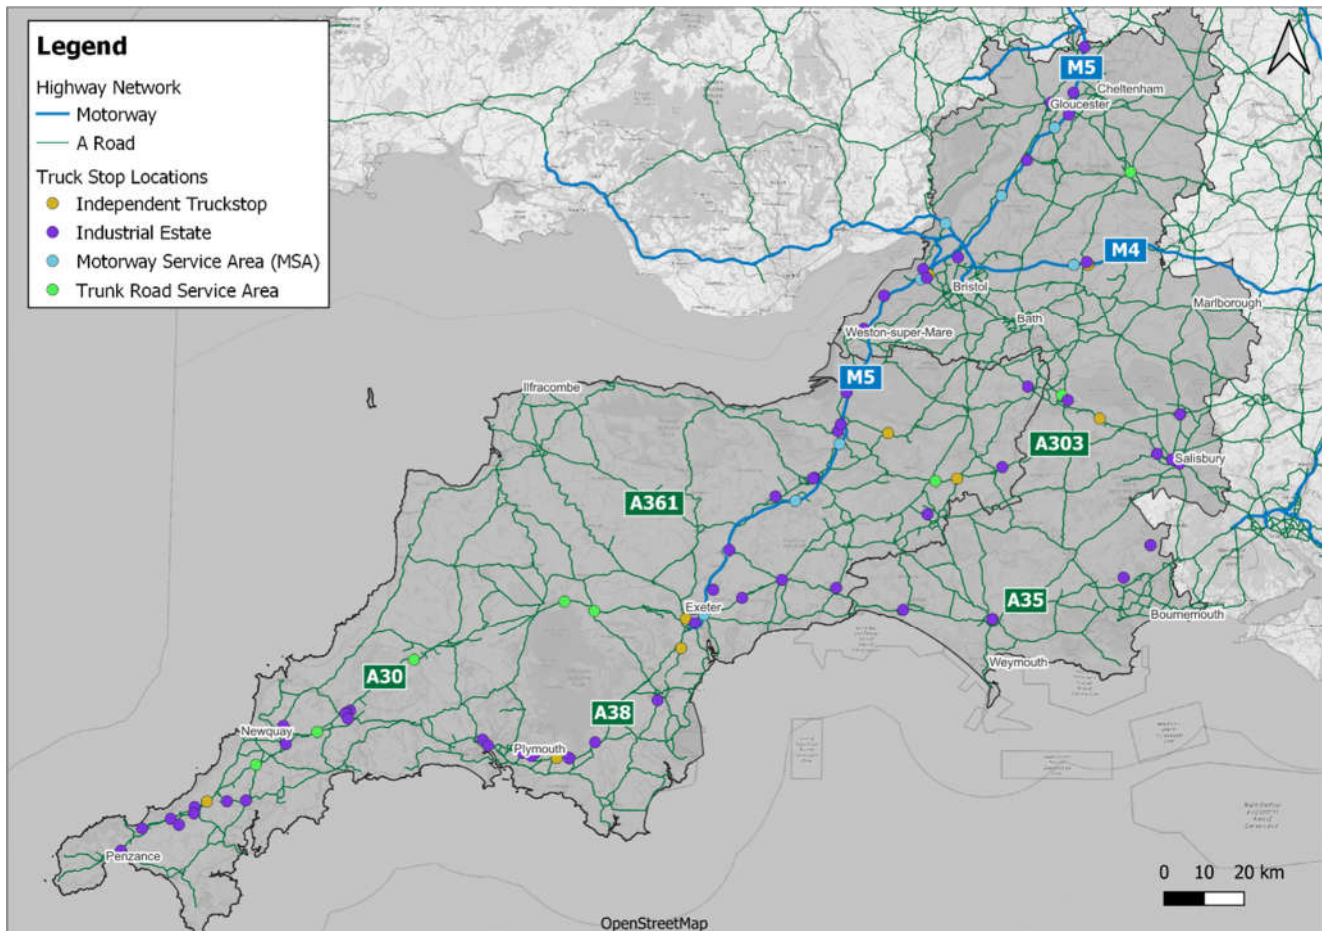 Legend
Highway Network
Motorway
A Road
Truck Stop Locations
Independent Truckstop
Industrial Estate
Motorway Service Area (MSA)
Trunk Road Service Area
M5
Cheltenham
Gloucester
M4
Bristol
Marlborough
Bath
Weston-super-Mare
M5
Ilfracombe
A303
Salisbury
A361
Exeter
A35
Bournemouth
Weymouth
A30
A38
Newquay
Plymouth
Penzance
0 10 20 km
OpenStreetMap